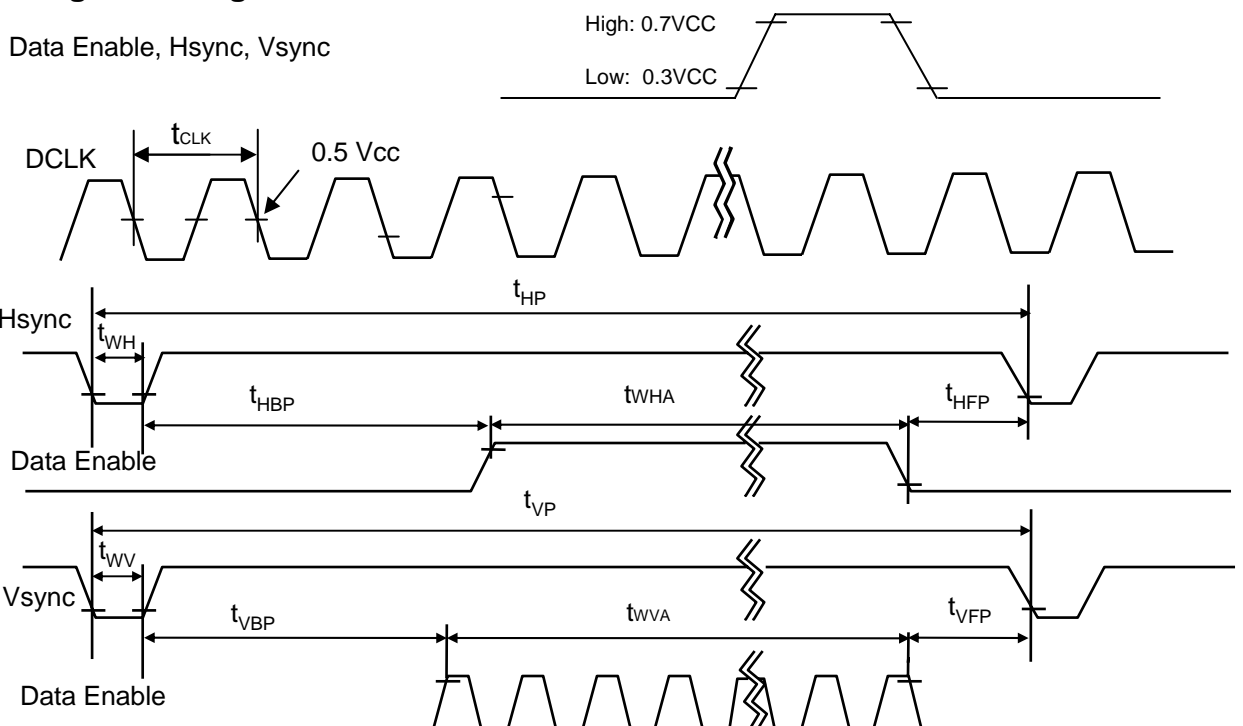 Data Enable, Hsync, Vsync
High: 0.7VCC
Low: 0.3VCC
tCLK
DCLK
0.5 Vcc
tHP
Hsync
tWH
tHBP
tWHA
tHFP
Data Enable
tVP
tWV
Vsync
tVBP
tWVA
tVFP
Data Enable